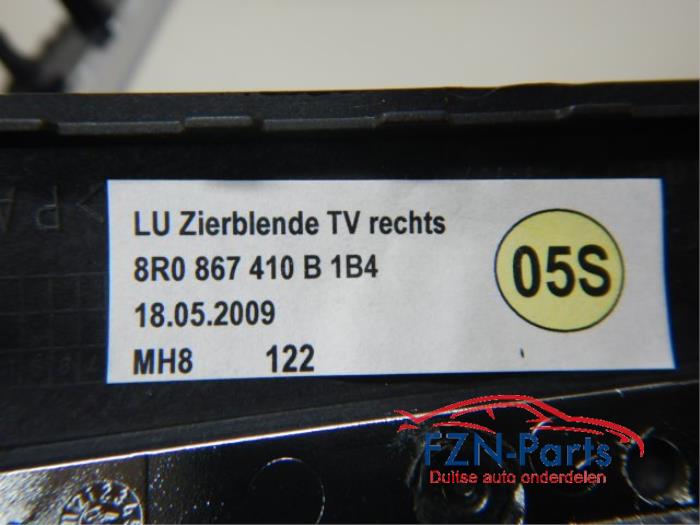 LU Zierblende TV rechts
8R0 867 410 B 1B4
05S
18.05.2009
MH8 122
FZN-Parts
Duitse auto onderdelen